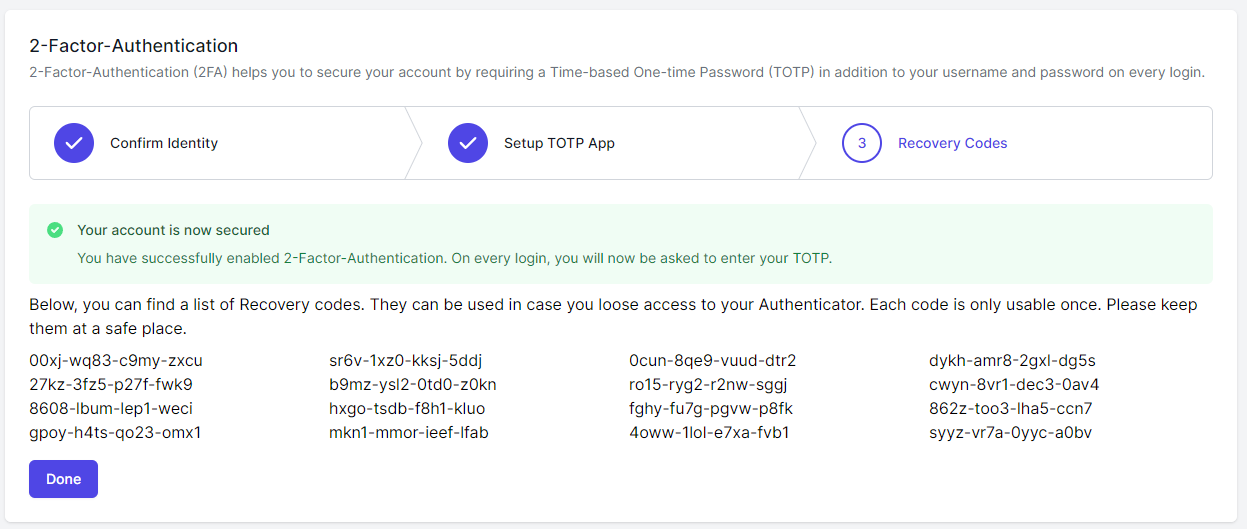 2-Factor-Authentication
2-Factor-Authentication (2FA) helps you to secure your account by requiring a Time-based One-time Password (TOTP) in addition to your username and password on every login.
Confirm Identity
Setup TOTP App
3
Recovery Codes
Your account is now secured
You have successfully enabled 2-Factor-Authentication. On every login, you will now be asked to enter your TOTP.
Below, you can find a list of Recovery codes. They can be used in case you loose access to your Authenticator. Each code is only usable once. Please keep
them at a safe place.
00xj-wq83-c9my-zxcu sr6v-1xz0-kksj-5ddj 0cun-8qe9-vuud-dtr2 dykh-amr8-2gxl-dg5s
27kz-3fz5-p27f-fwk9 b9mz-ysl2-0td0-z0kn ro15-ryg2-r2nw-sggj cwyn-8vr1-dec3-0av4
8608-lbum-lep1-weci hxgo-tsdb-f8h1-kluo fghy-fu7g-pgvw-p8fk 862z-too3-lha5-ccn7
gpoy-h4ts-qo23-omx1 mkn1-mmor-ieef-lfab 4oww-1lol-e7xa-fvb1 syyz-vr7a-0yyc-a0bv
Done